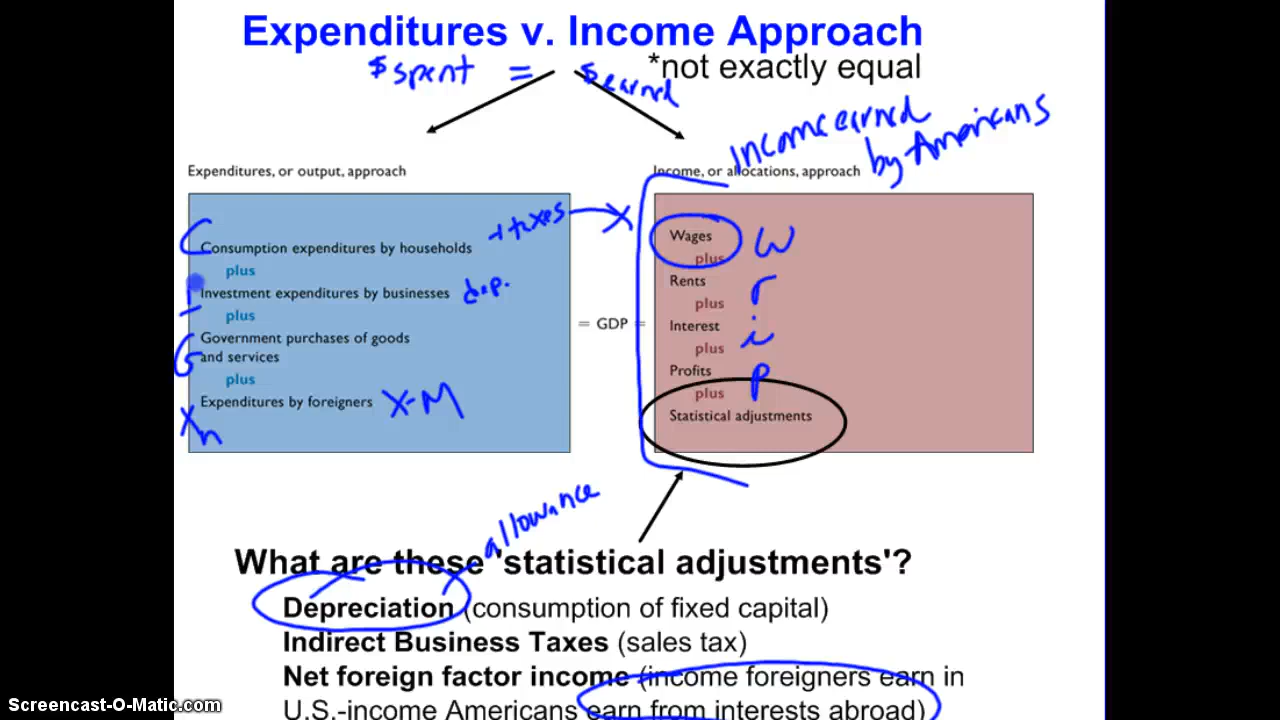 Expenditures v. Income Approach
$ spent = $ earned
*not exactly equal
Income earned
by Americans
Expenditures, or output, approach
Income, or allocations, approach
+ taxes
C
Consumption expenditures by households
plus
I
Investment expenditures by businesses dep.
plus
G
Government purchases of goods
and services
plus
Expenditures by foreigners X-M
Xn
= GDP =
Wages W
plus
Rents r
plus
Interest i
plus
Profits P
plus
Statistical adjustments
allowance
What are these 'statistical adjustments'?
Depreciation (consumption of fixed capital)
Indirect Business Taxes (sales tax)
Net foreign factor income (income foreigners earn in
U.S.-income Americans earn from interests abroad)
Screencast-O-Matic.com